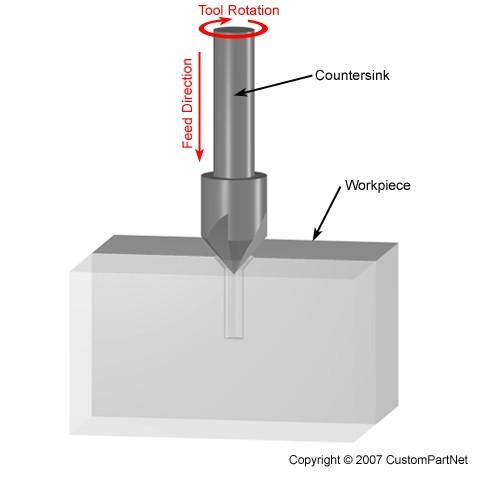 Tool Rotation
Feed Direction
Countersink
Workpiece
Copyright © 2007 CustomPartNet